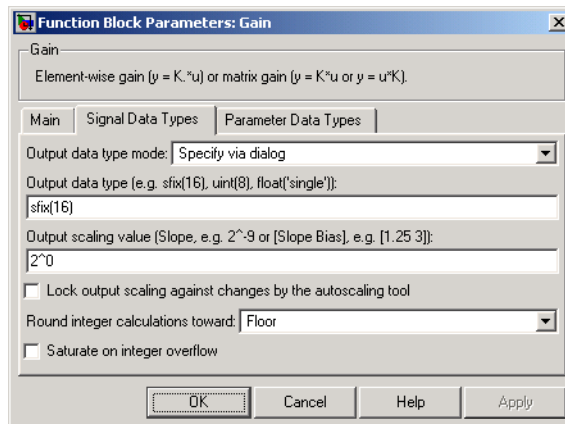 Function Block Parameters: Gain
Gain
Element-wise gain (y = K.*u) or matrix gain (y = K*u or y = u*K).
Main Signal Data Types Parameter Data Types
Output data type mode: Specify via dialog
Output data type (e.g. sfix(16), uint(8), float('single')):
sfix(16)
Output scaling value (Slope, e.g. 2^-9 or [Slope Bias], e.g. [1.25 3]):
2^0
Lock output scaling against changes by the autoscaling tool
Round integer calculations toward: Floor
Saturate on integer overflow
OK Cancel Help Apply